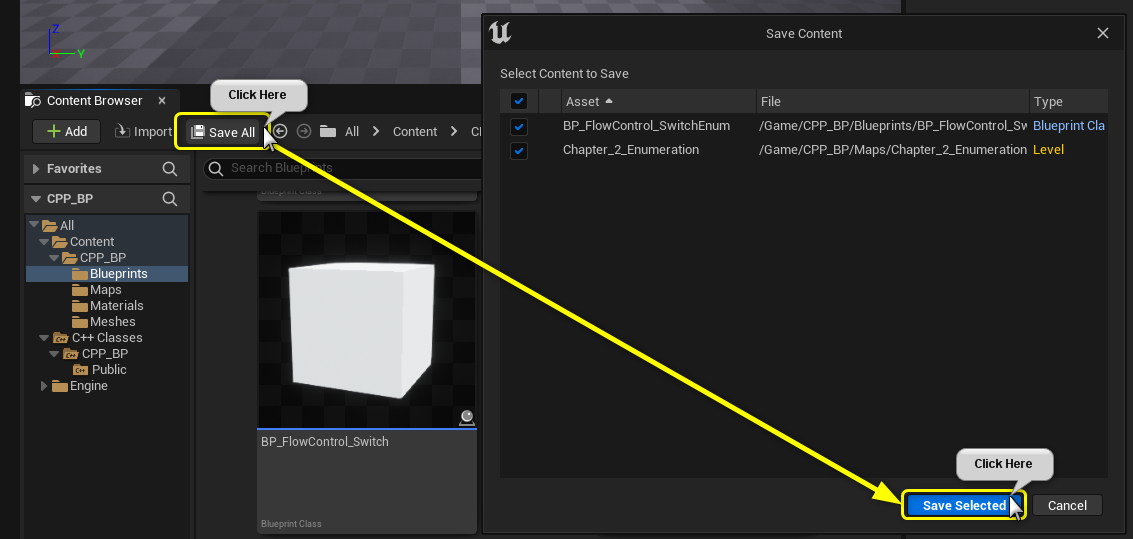 Z
X Y
Content Browser
Click Here
Add
Import
Save All
All
Content
Favorites
Search Blueprints
CPP_BP
Blueprint Class
All
Content
CPP_BP
Blueprints
Maps
Materials
Meshes
C++ Classes
CPP_BP
Public
Engine
BP_FlowControl_Switch
Blueprint Class
Save Content
Select Content to Save
Asset File Type
BP_FlowControl_SwitchEnum /Game/CPP_BP/Blueprints/BP_FlowControl_Sw Blueprint Cla
Chapter_2_Enumeration /Game/CPP_BP/Maps/Chapter_2_Enumeration Level
Click Here
Save Selected Cancel